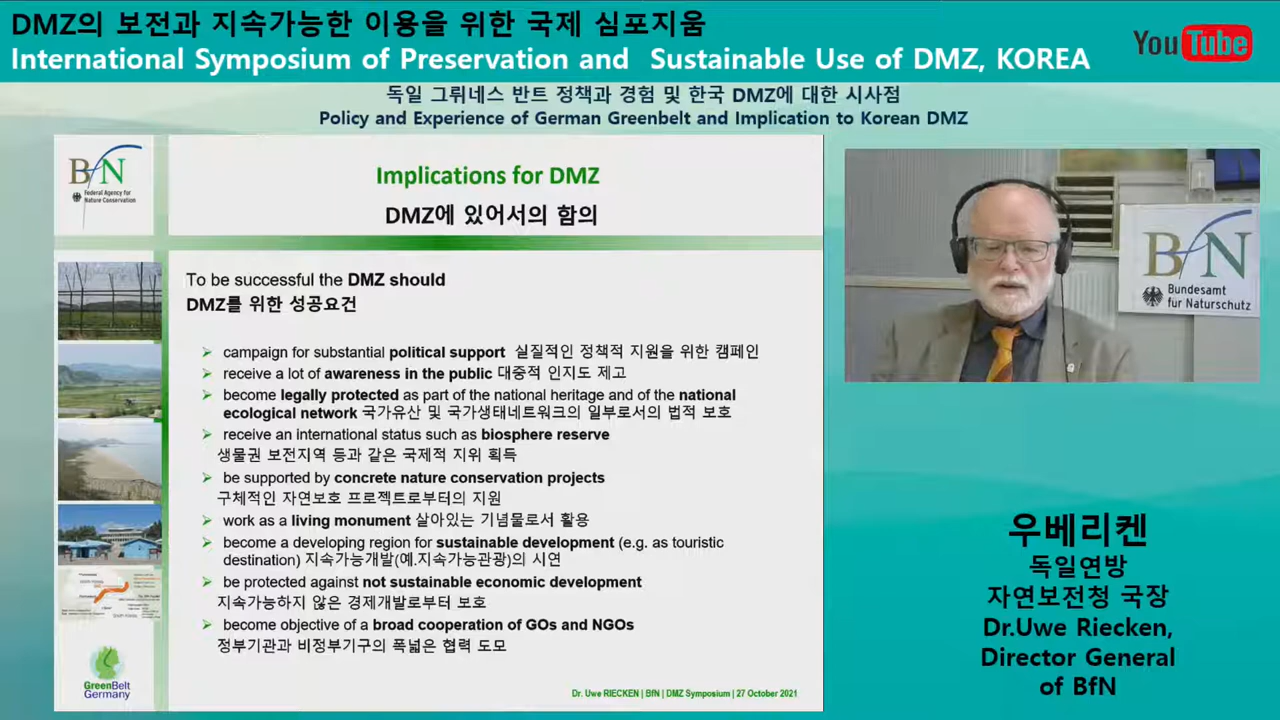 DMZ의 보전과 지속가능한 이용을 위한 국제 심포지움
International Symposium of Preservation and Sustainable Use of DMZ, KOREA
YouTube
독일 그뤼네스 반트 정책과 경험 및 한국 DMZ에 대한 시사점
Policy and Experience of German Greenbelt and Implication to Korean DMZ
BfN
Federal Agency for
Nature Conservation
Implications for DMZ
DMZ에 있어서의 함의
To be successful the DMZ should
DMZ를 위한 성공요건
campaign for substantial political support 실질적인 정책적 지원을 위한 캠페인
receive a lot of awareness in the public 대중적 인지도 제고
become legally protected as part of the national heritage and of the national
ecological network 국가유산 및 국가생태네트워크의 일부로서의 법적 보호
receive an international status such as biosphere reserve
생물권 보전지역 등과 같은 국제적 지위 획득
be supported by concrete nature conservation projects
구체적인 자연보호 프로젝트로부터의 지원
work as a living monument 살아있는 기념물로서 활용
become a developing region for sustainable development (e.g. as touristic
destination) 지속가능개발(예.지속가능관광)의 시연
be protected against not sustainable economic development
지속가능하지 않은 경제개발로부터 보호
become objective of a broad cooperation of GOs and NGOs
정부기관과 비정부기구의 폭넓은 협력 도모
GreenBelt
Germany
Dr. Uwe RIECKEN | BfN | DMZ Symposium | 27 October 2021
BfN
Bundesamt
für Naturschutz
우베리켄
독일연방
자연보전청 국장
Dr.Uwe Riecken,
Director General
of BfN